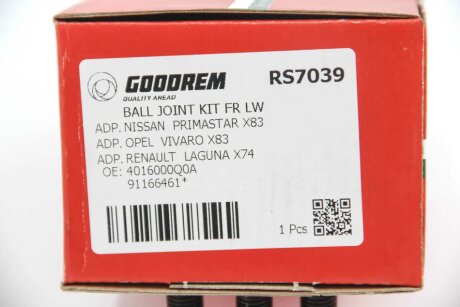 GOODREM RS7039
QUALITY AHEAD
BALL JOINT KIT FR LW
ADP. NISSAN PRIMASTAR X83
ADP. OPEL VIVARO X83
ADP. RENAULT LAGUNA X74
OE: 4016000Q0A
91166461*
1 Pcs